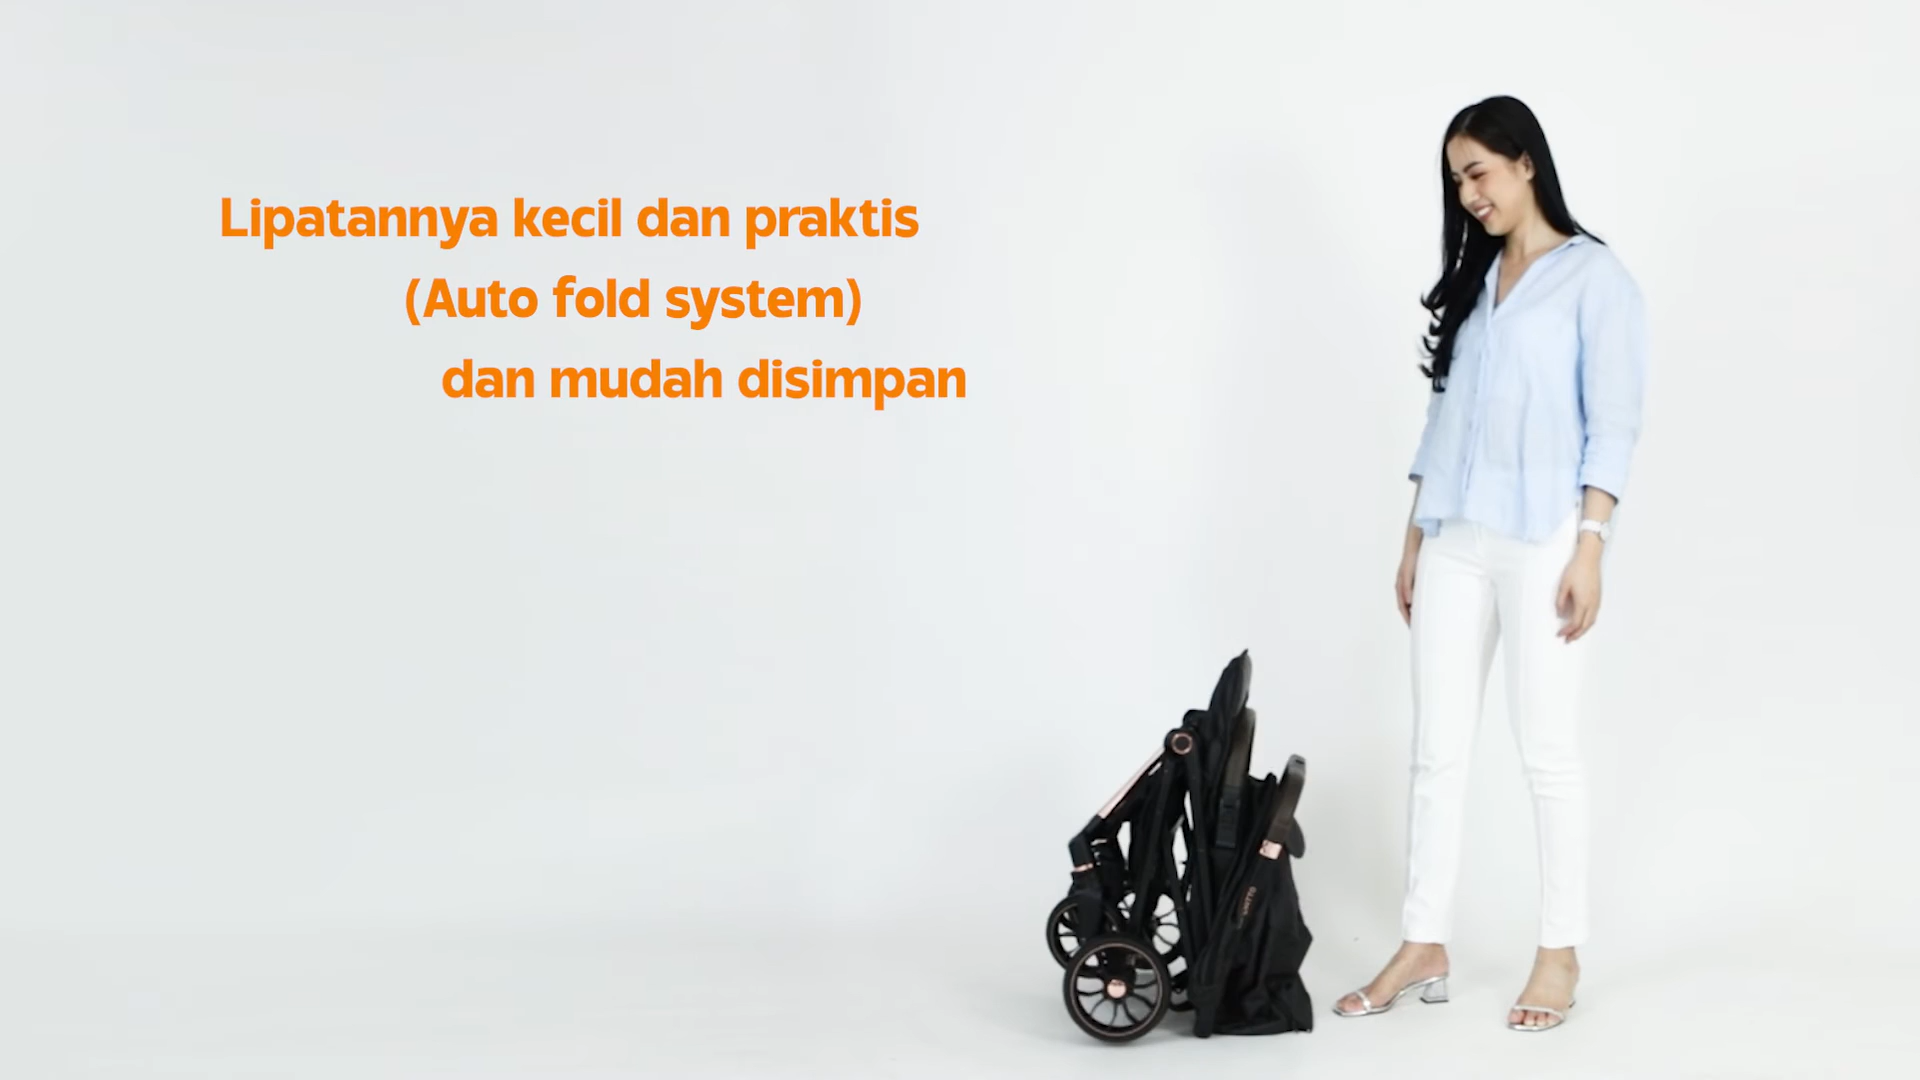 Lipatannya kecil dan praktis
(Auto fold system)
dan mudah disimpan